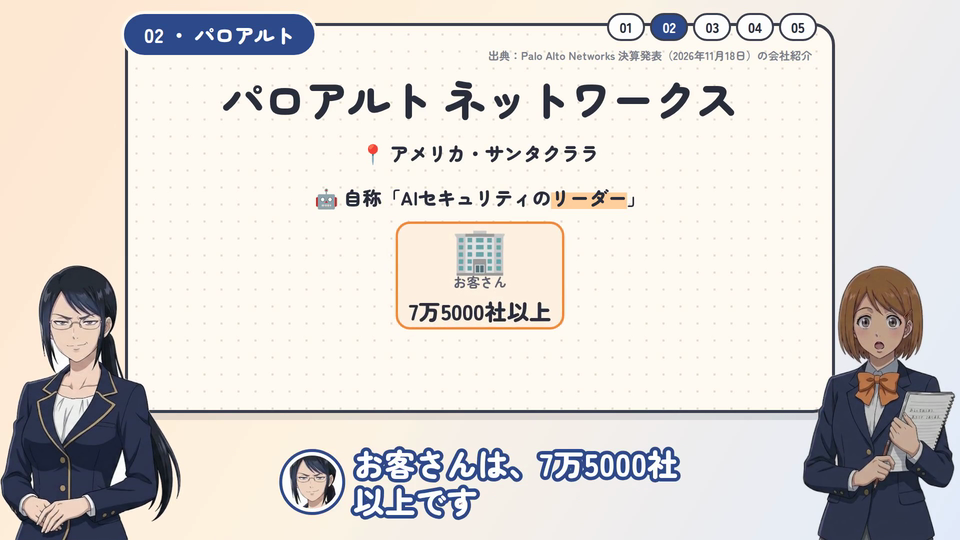 02 ・ パロアルト
01 02 03 04 05
出典：Palo Alto Networks 決算発表（2026年11月18日）の会社紹介
パロアルト ネットワークス
アメリカ・サンタクララ
自称「AIセキュリティのリーダー」
お客さん
7万5000社以上
お客さんは、7万5000社
以上です